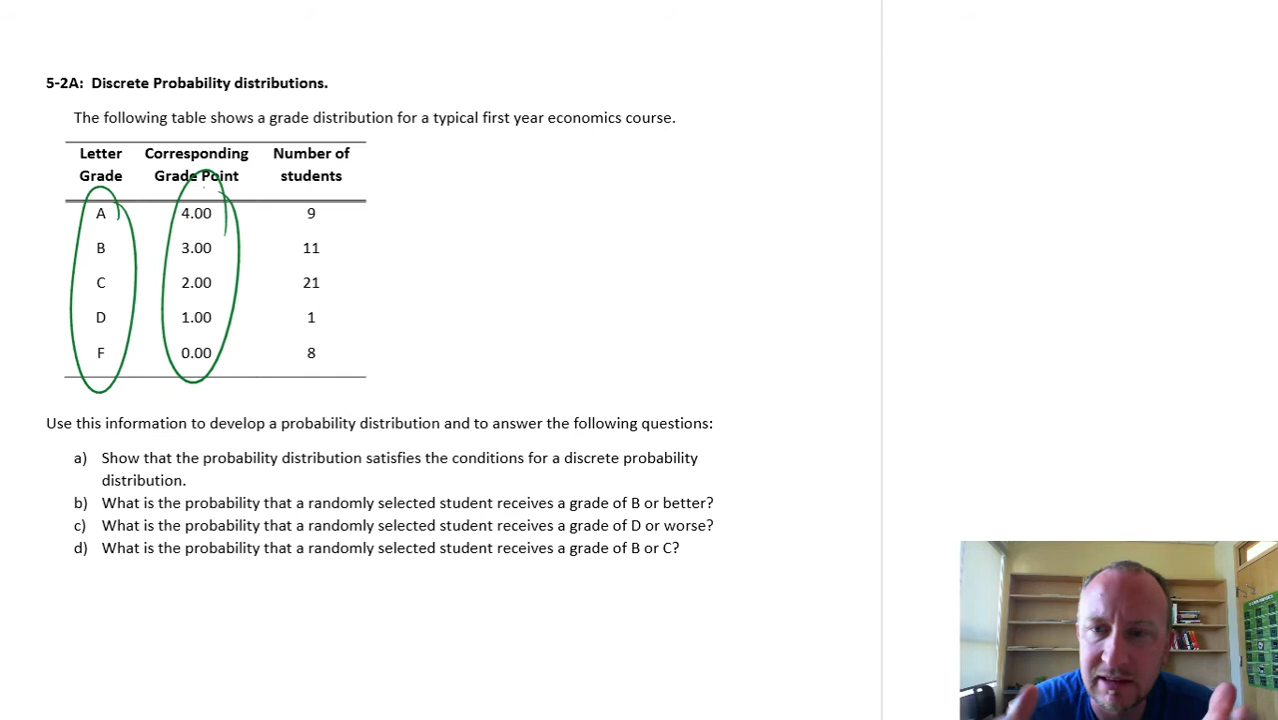 5-2A: Discrete Probability distributions.
The following table shows a grade distribution for a typical first year economics course.
Letter Corresponding Number of
Grade Grade Point students
A 4.00 9
B 3.00 11
C 2.00 21
D 1.00 1
F 0.00 8
Use this information to develop a probability distribution and to answer the following questions:
a) Show that the probability distribution satisfies the conditions for a discrete probability
distribution.
b) What is the probability that a randomly selected student receives a grade of B or better?
c) What is the probability that a randomly selected student receives a grade of D or worse?
d) What is the probability that a randomly selected student receives a grade of B or C?